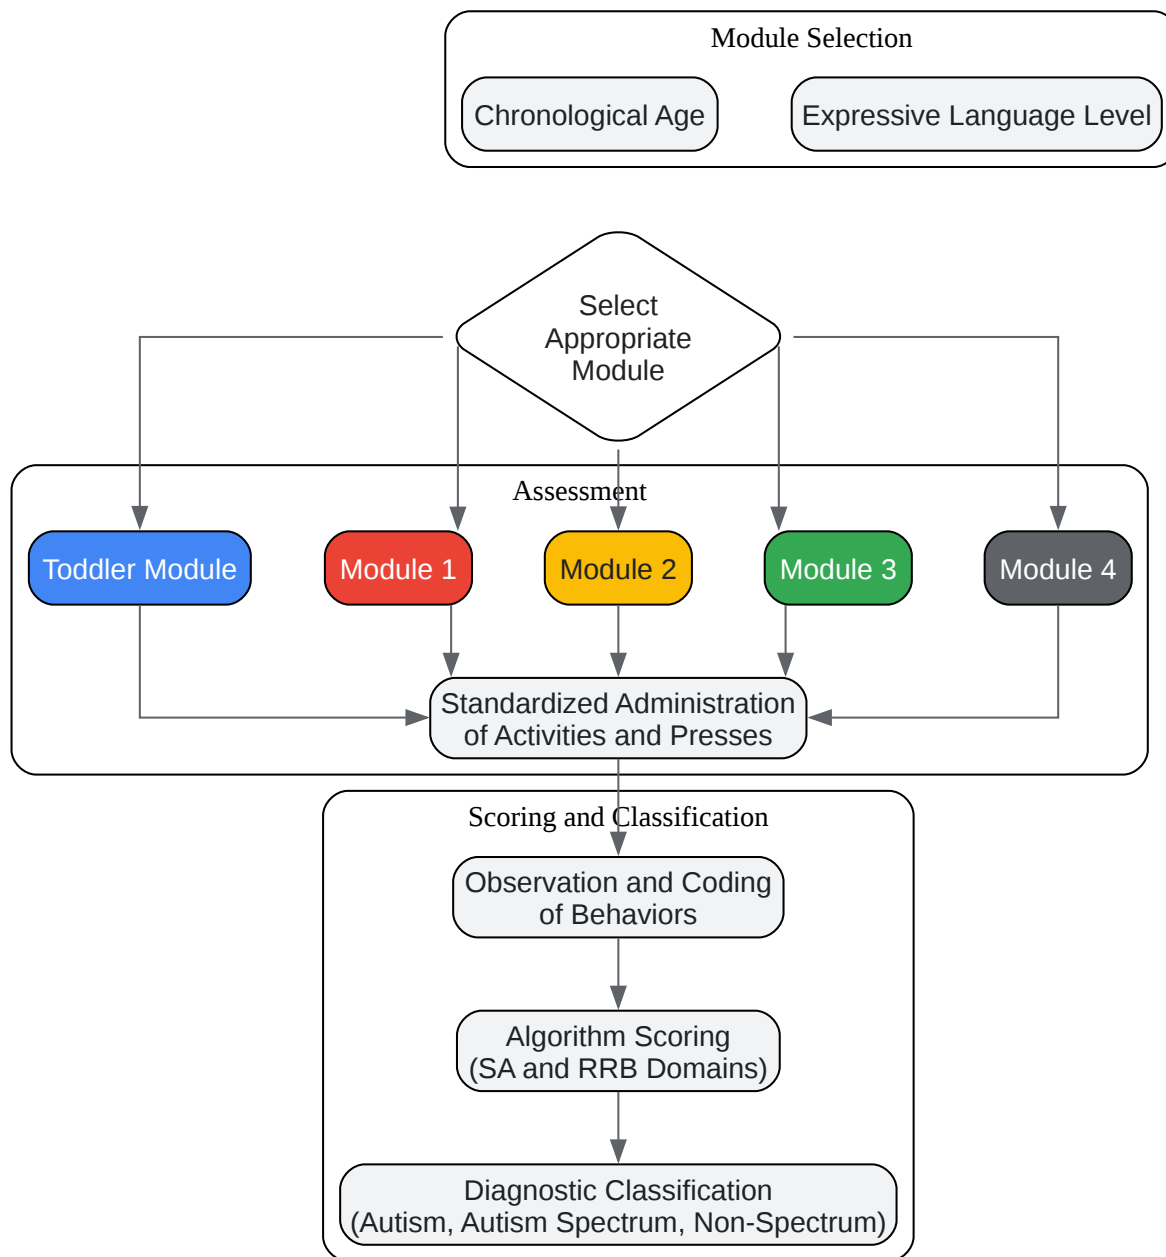 Module Selection
Chronological Age
Expressive Language Level
Select
Appropriate
Module
Assessment
Toddler Module
Module 1
Module 2
Module 3
Module 4
Standardized Administration
of Activities and Presses
Scoring and Classification
Observation and Coding
of Behaviors
Algorithm Scoring
(SA and RRB Domains)
Diagnostic Classification
(Autism, Autism Spectrum, Non-Spectrum)